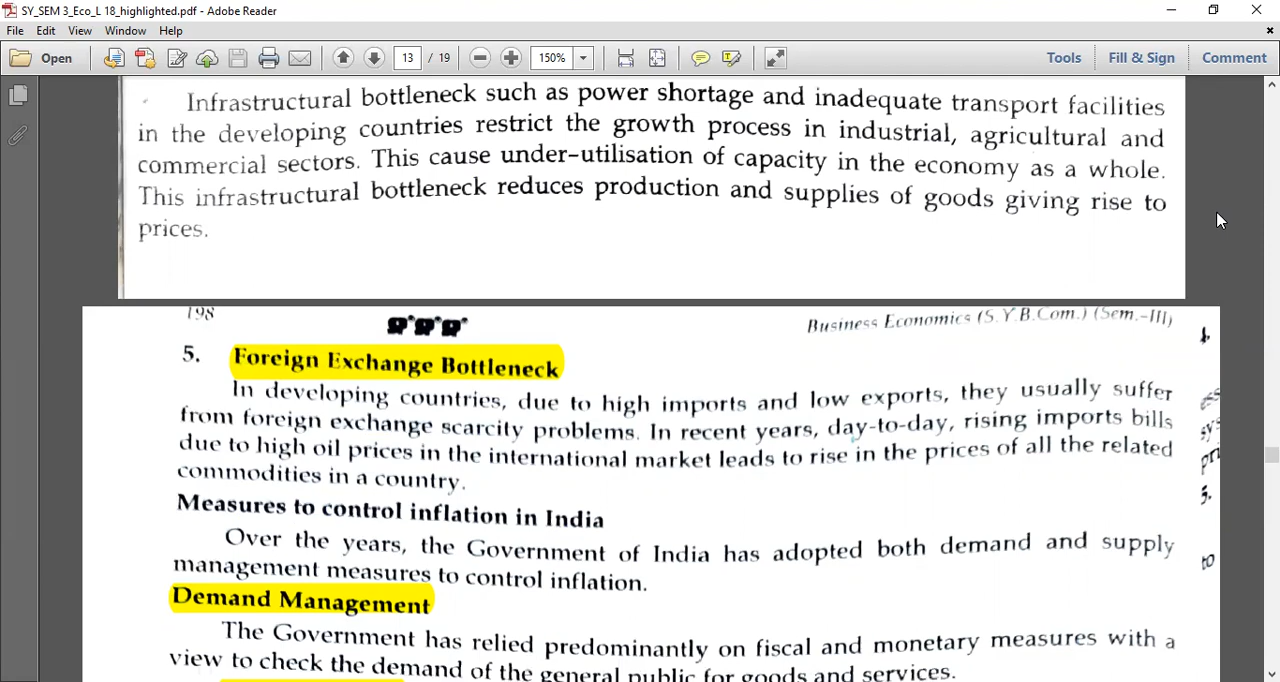 SY_SEM 3_Eco_L 18_highlighted.pdf - Adobe Reader
File Edit View Window Help
Open 13 / 19 150% Tools Fill & Sign Comment
Infrastructural bottleneck such as power shortage and inadequate transport facilities
in the developing countries restrict the growth process in industrial, agricultural and
commercial sectors. This cause under-utilisation of capacity in the economy as a whole.
This infrastructural bottleneck reduces production and supplies of goods giving rise to
prices.
198 Business Economics (S.Y.B.Com.) (Sem.-III)
5. Foreign Exchange Bottleneck
In developing countries, due to high imports and low exports, they usually suffer
from foreign exchange scarcity problems. In recent years, day-to-day, rising imports bills
due to high oil prices in the international market leads to rise in the prices of all the related
commodities in a country.
Measures to control inflation in India
Over the years, the Government of India has adopted both demand and supply
management measures to control inflation.
Demand Management
The Government has relied predominantly on fiscal and monetary measures with a
view to check the demand of the general public for goods and services.
to